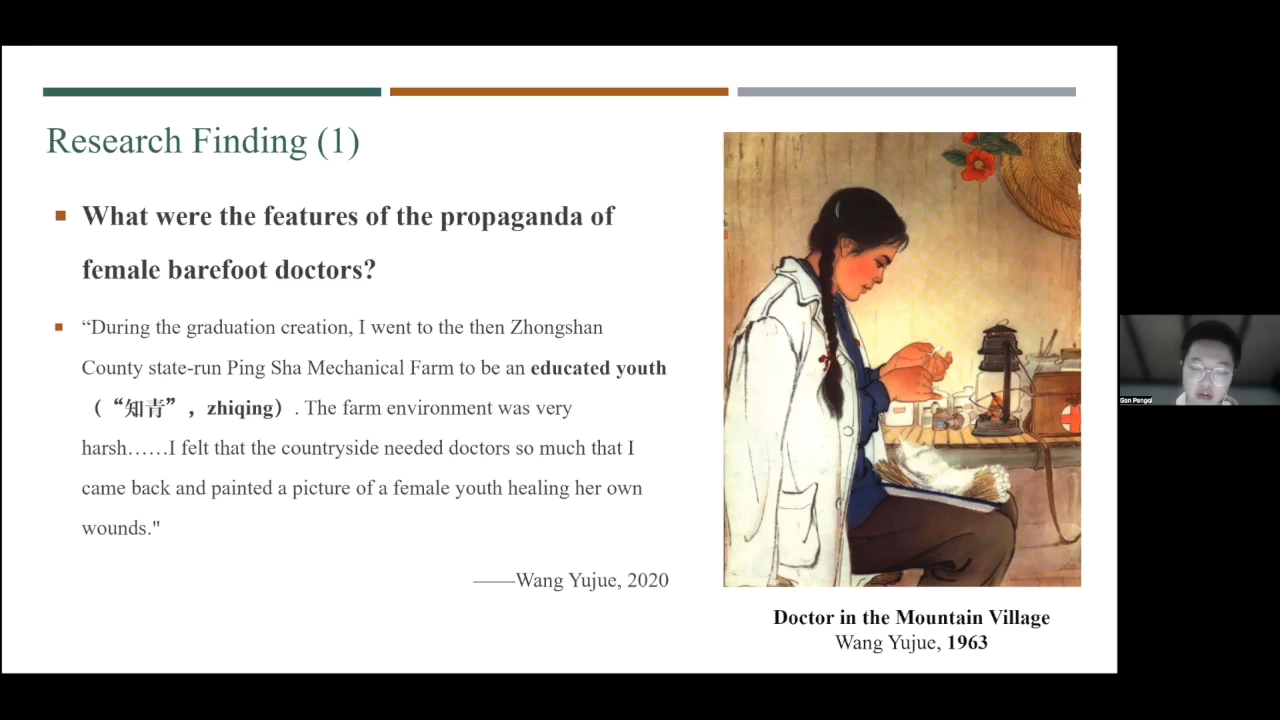 Research Finding (1)
What were the features of the propaganda of
female barefoot doctors?
“During the graduation creation, I went to the then Zhongshan
County state-run Ping Sha Mechanical Farm to be an educated youth
（“知青”, zhiqing）. The farm environment was very
harsh……I felt that the countryside needed doctors so much that I
came back and painted a picture of a female youth healing her own
wounds."
——Wang Yujue, 2020
Doctor in the Mountain Village
Wang Yujue, 1963
Gan Pengqi